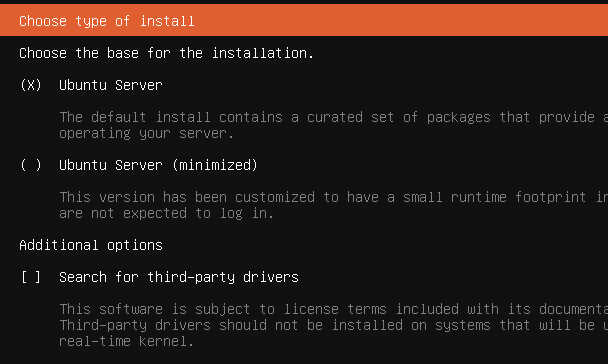 Choose type of install
Choose the base for the installation.
(X) Ubuntu Server
The default install contains a curated set of packages that provide a
operating your server.
( ) Ubuntu Server (minimized)
This version has been customized to have a small runtime footprint in
are not expected to log in.
Additional options
[ ] Search for third-party drivers
This software is subject to license terms included with its documenta
Third-party drivers should not be installed on systems that will be u
real-time kernel.